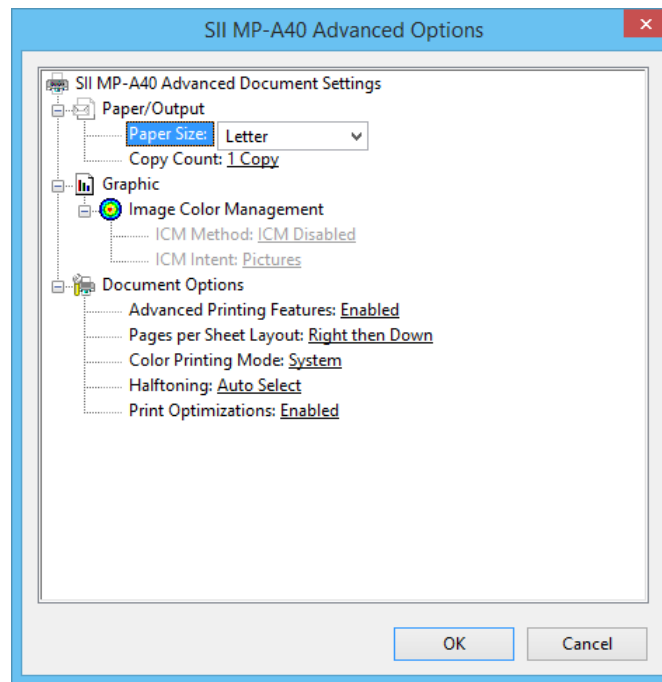 SII MP-A40 Advanced Options
SII MP-A40 Advanced Document Settings
Paper/Output
Paper Size: Letter
Copy Count: 1 Copy
Graphic
Image Color Management
ICM Method: ICM Disabled
ICM Intent: Pictures
Document Options
Advanced Printing Features: Enabled
Pages per Sheet Layout: Right then Down
Color Printing Mode: System
Halftoning: Auto Select
Print Optimizations: Enabled
OK Cancel